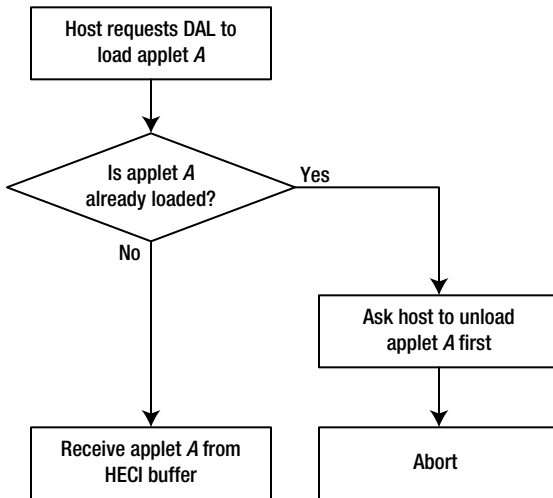 Host requests DAL to
load applet A
Is applet A
already loaded?
Yes
No
Ask host to unload
applet A first
Receive applet A from
HECI buffer
Abort